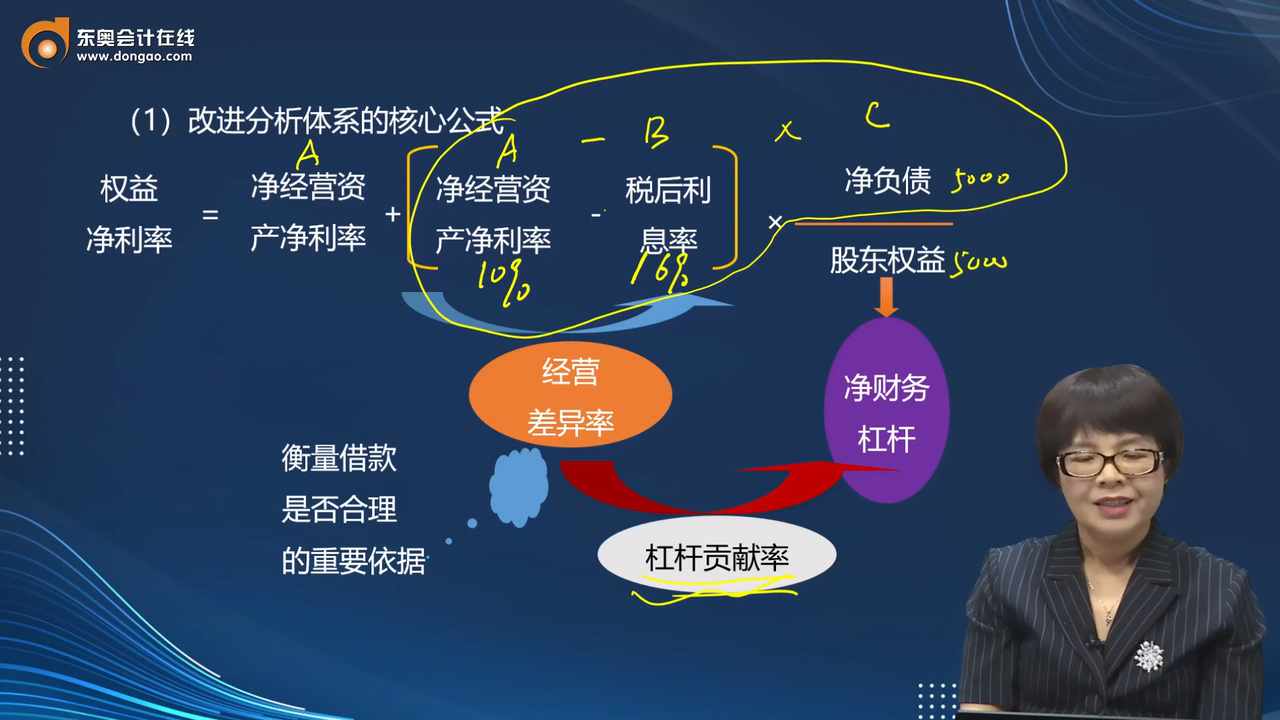 东奥会计在线
www.dongao.com
（1）改进分析体系的核心公式
A
A - B × C
权益
净利率
=
净经营资
产净利率
+
净经营资
产净利率
-
税后利
息率
×
净负债 5000
股东权益 5000
10%
16%
经营
差异率
净财务
杠杆
衡量借款
是否合理
的重要依据
杠杆贡献率